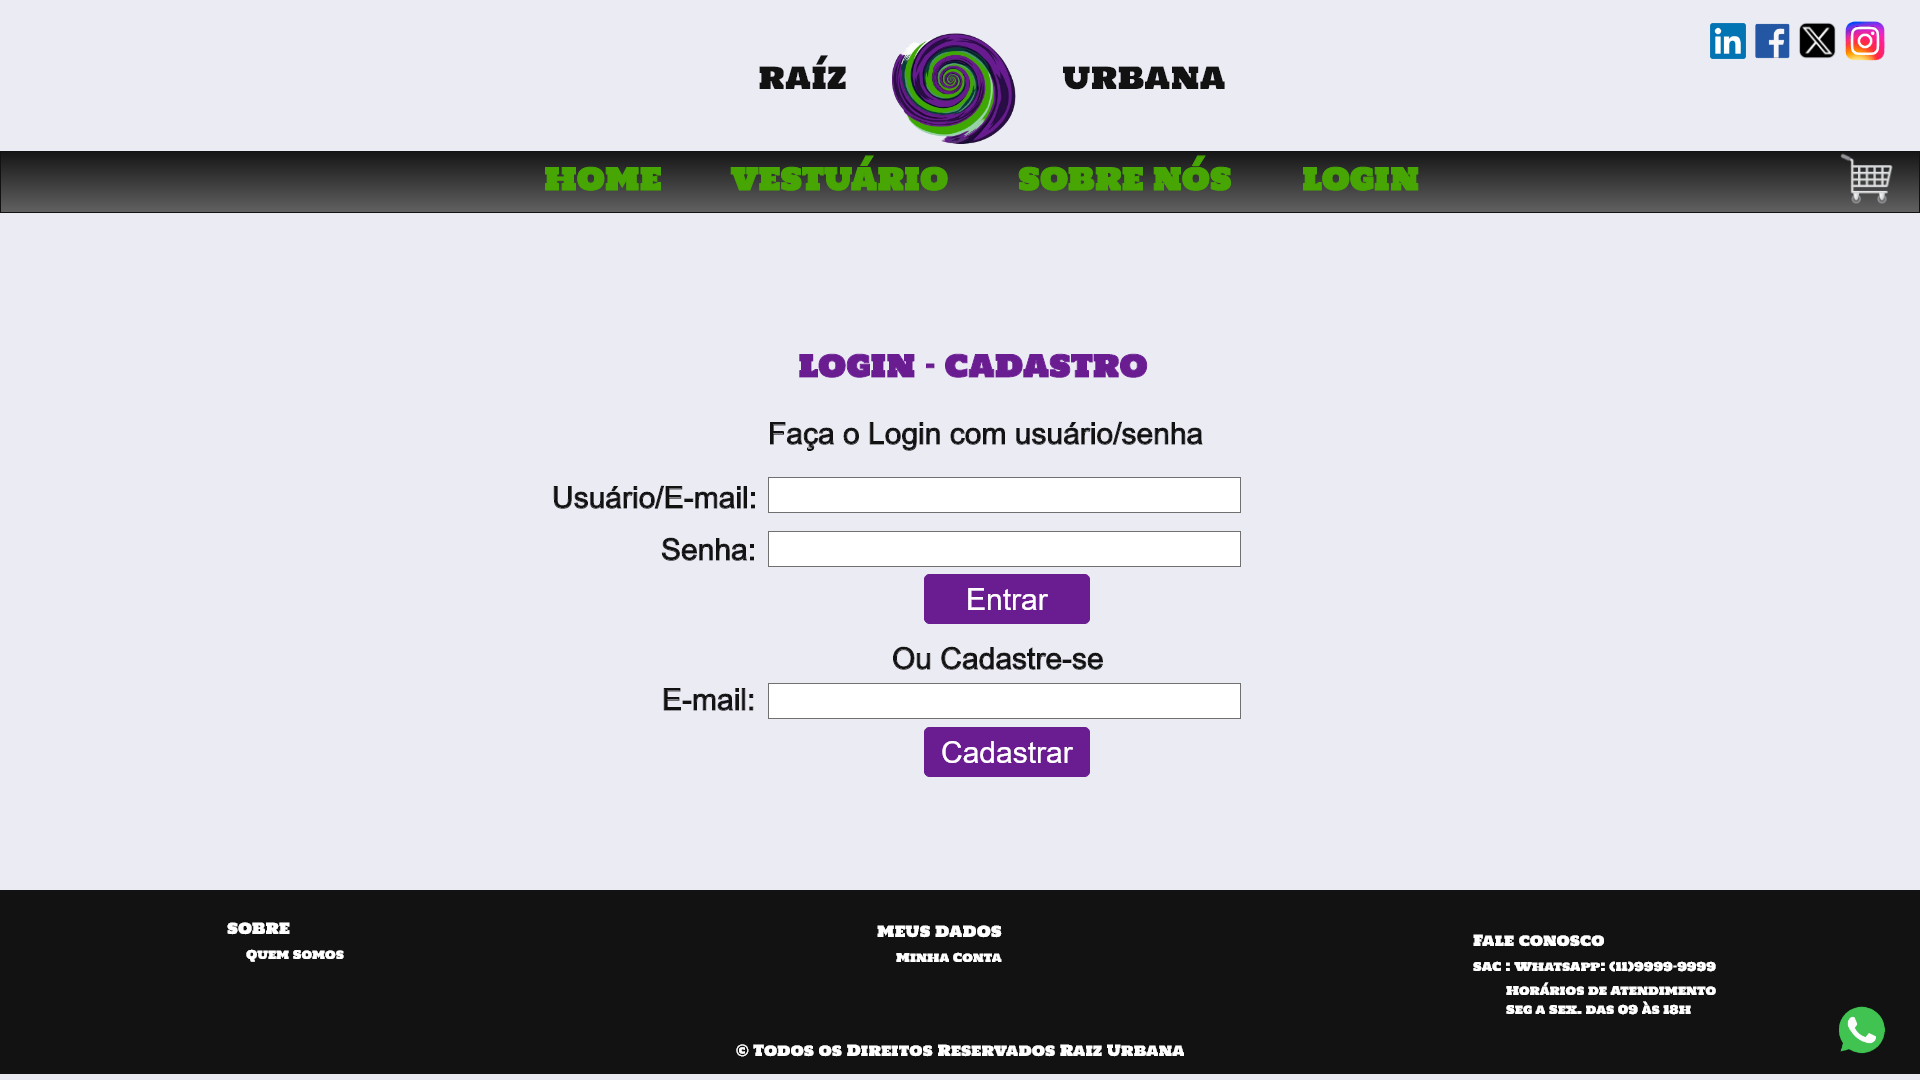 RAÍZ URBANA
HOME VESTUÁRIO SOBRE NÓS LOGIN
LOGIN - CADASTRO
Faça o Login com usuário/senha
Usuário/E-mail:
Senha:
Entrar
Ou Cadastre-se
E-mail:
Cadastrar
SOBRE
Quem somos
MEUS DADOS
Minha Conta
Fale conosco
SAC : WhatsApp: (11)9999-9999
Horários de Atendimento
SEG A SEX. DAS 09 ÀS 18H
© Todos os Direitos Reservados Raiz Urbana